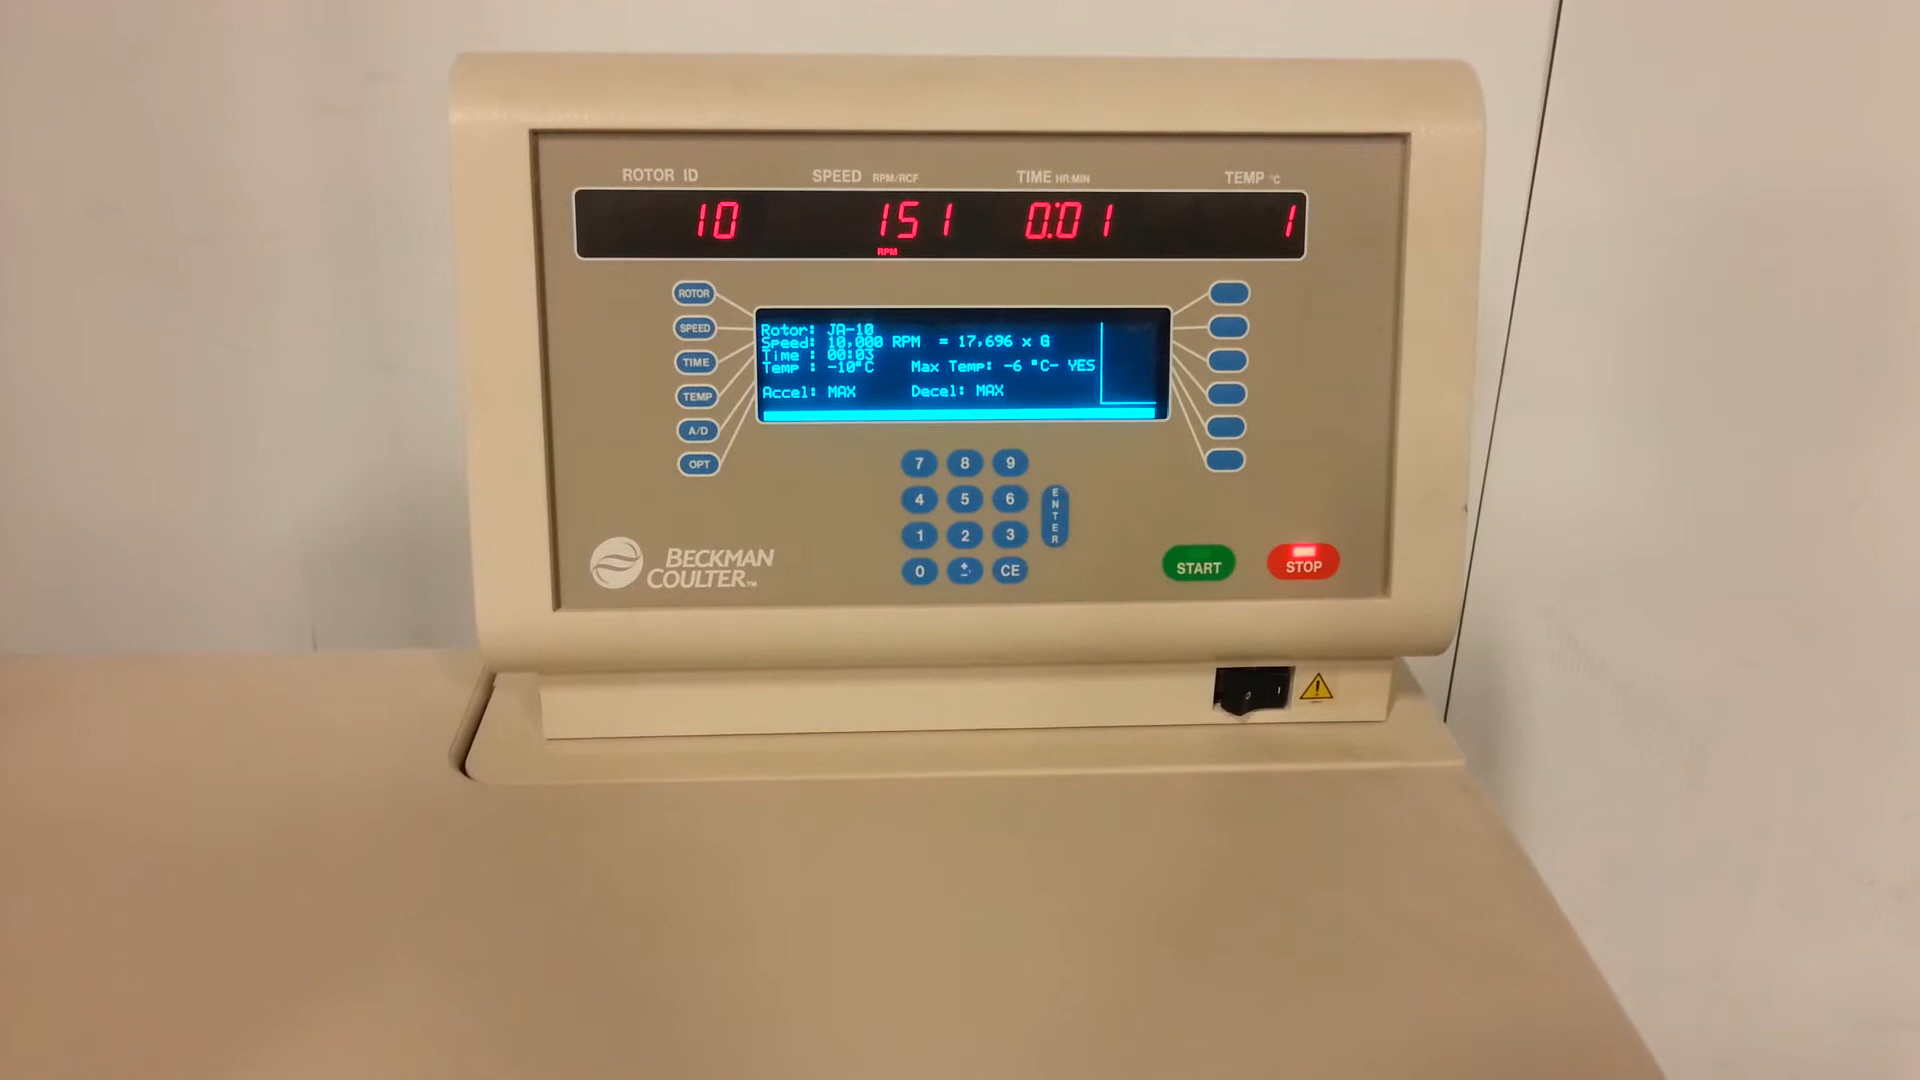 ROTOR ID SPEED RPM/RCF TIME HR:MIN TEMP °C
10 151 0:01 1
RPM
ROTOR
SPEED
TIME
TEMP
A/D
OPT
Rotor: JA-10
Speed: 10,000 RPM = 17,696 x G
Time : 00:03
Temp : -10°C Max Temp: -6 °C- YES
Accel: MAX Decel: MAX
7 8 9
4 5 6
1 2 3
0 +/- CE
ENTER
START STOP
BECKMAN
COULTER™
0 I